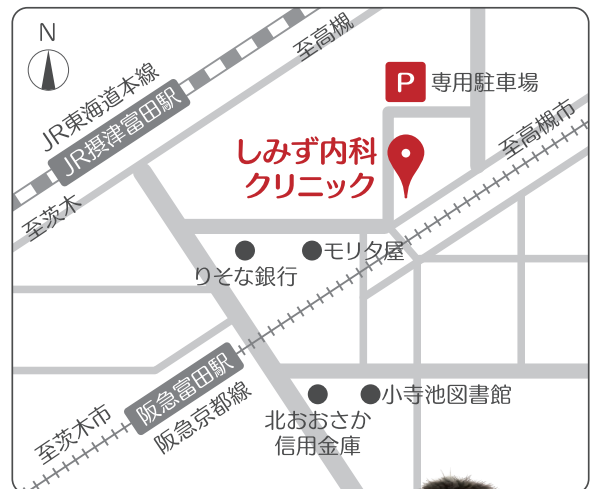 N
至高槻
P
専用駐車場
JR東海道本線
JR摂津富田駅
至高槻市
しみず内科
クリニック
至茨木
モリタ屋
りそな銀行
阪急富田駅
小寺池図書館
至茨木市
阪急京都線
北おおさか
信用金庫